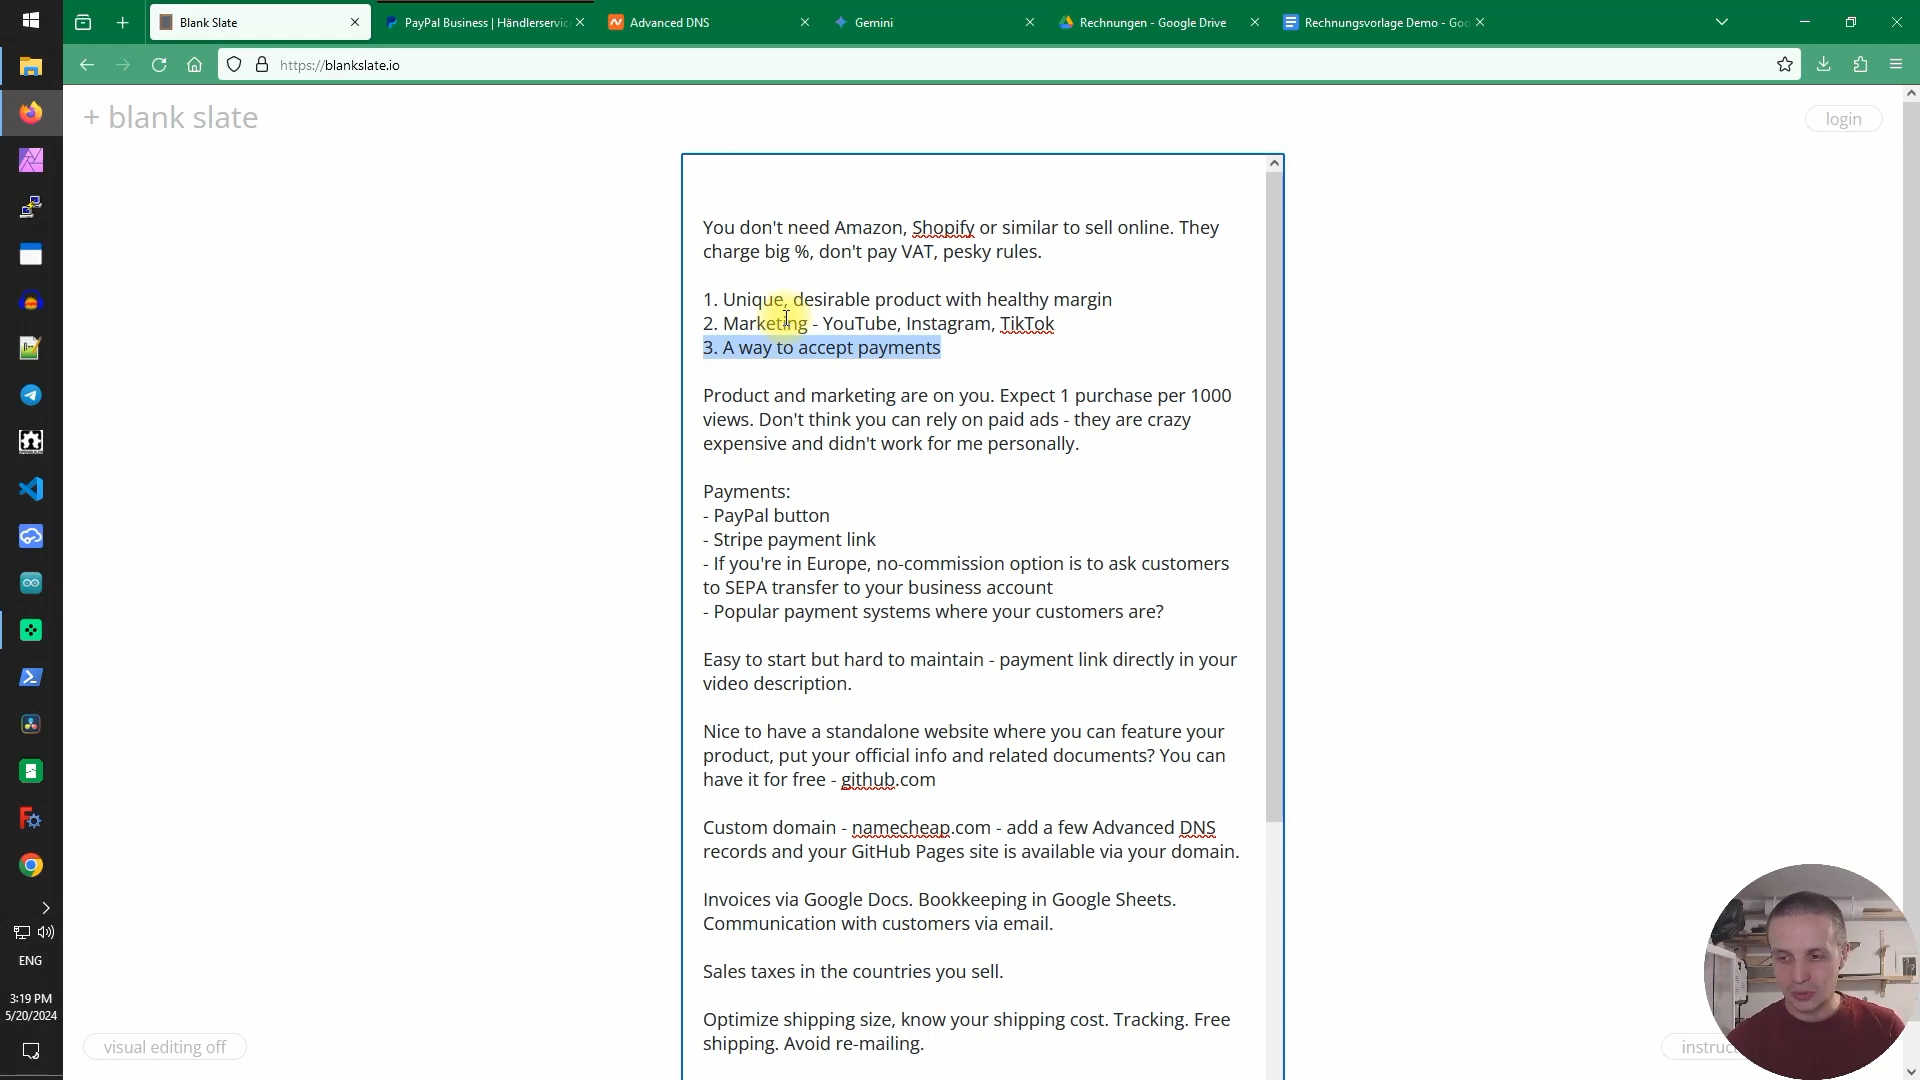 Blank Slate
PayPal Business | Händlerservic
Advanced DNS
Gemini
Rechnungen - Google Drive
Rechnungsvorlage Demo - Goo
https://blankslate.io
+ blank slate
login
You don't need Amazon, Shopify or similar to sell online. They
charge big %, don't pay VAT, pesky rules.
1. Unique, desirable product with healthy margin
2. Marketing - YouTube, Instagram, TikTok
3. A way to accept payments
Product and marketing are on you. Expect 1 purchase per 1000
views. Don't think you can rely on paid ads - they are crazy
expensive and didn't work for me personally.
Payments:
- PayPal button
- Stripe payment link
- If you're in Europe, no-commission option is to ask customers
to SEPA transfer to your business account
- Popular payment systems where your customers are?
Easy to start but hard to maintain - payment link directly in your
video description.
Nice to have a standalone website where you can feature your
product, put your official info and related documents? You can
have it for free - github.com
Custom domain - namecheap.com - add a few Advanced DNS
records and your GitHub Pages site is available via your domain.
Invoices via Google Docs. Bookkeeping in Google Sheets.
Communication with customers via email.
Sales taxes in the countries you sell.
Optimize shipping size, know your shipping cost. Tracking. Free
shipping. Avoid re-mailing.
visual editing off
instruc
ENG
3:19 PM
5/20/2024